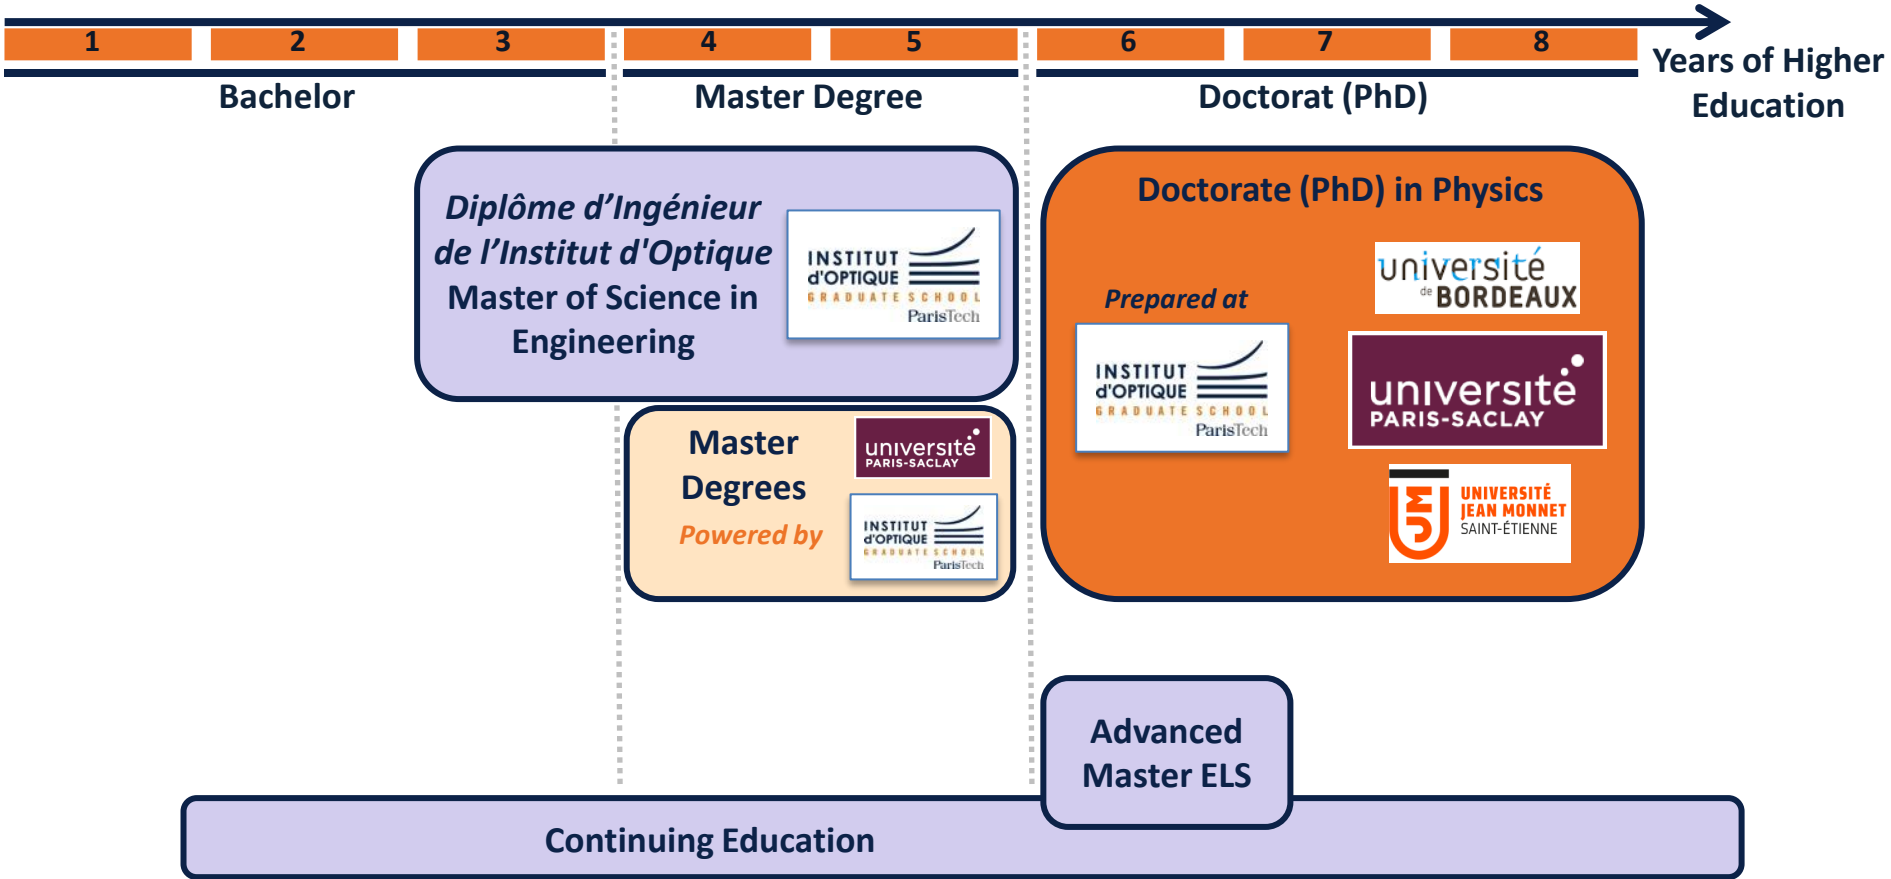 1 2 3 4 5 6 7 8
Years of Higher
Education
Bachelor
Master Degree
Doctorat (PhD)
Diplôme d’Ingénieur
de l’Institut d'Optique
Master of Science in
Engineering
INSTITUT
d'OPTIQUE
GRADUATE SCHOOL
ParisTech
Master
Degrees
Powered by
université
PARIS-SACLAY
INSTITUT
d'OPTIQUE
GRADUATE SCHOOL
ParisTech
Doctorate (PhD) in Physics
Prepared at
INSTITUT
d'OPTIQUE
GRADUATE SCHOOL
ParisTech
université
de BORDEAUX
université
PARIS-SACLAY
UJM
UNIVERSITÉ
JEAN MONNET
SAINT-ÉTIENNE
Advanced
Master ELS
Continuing Education